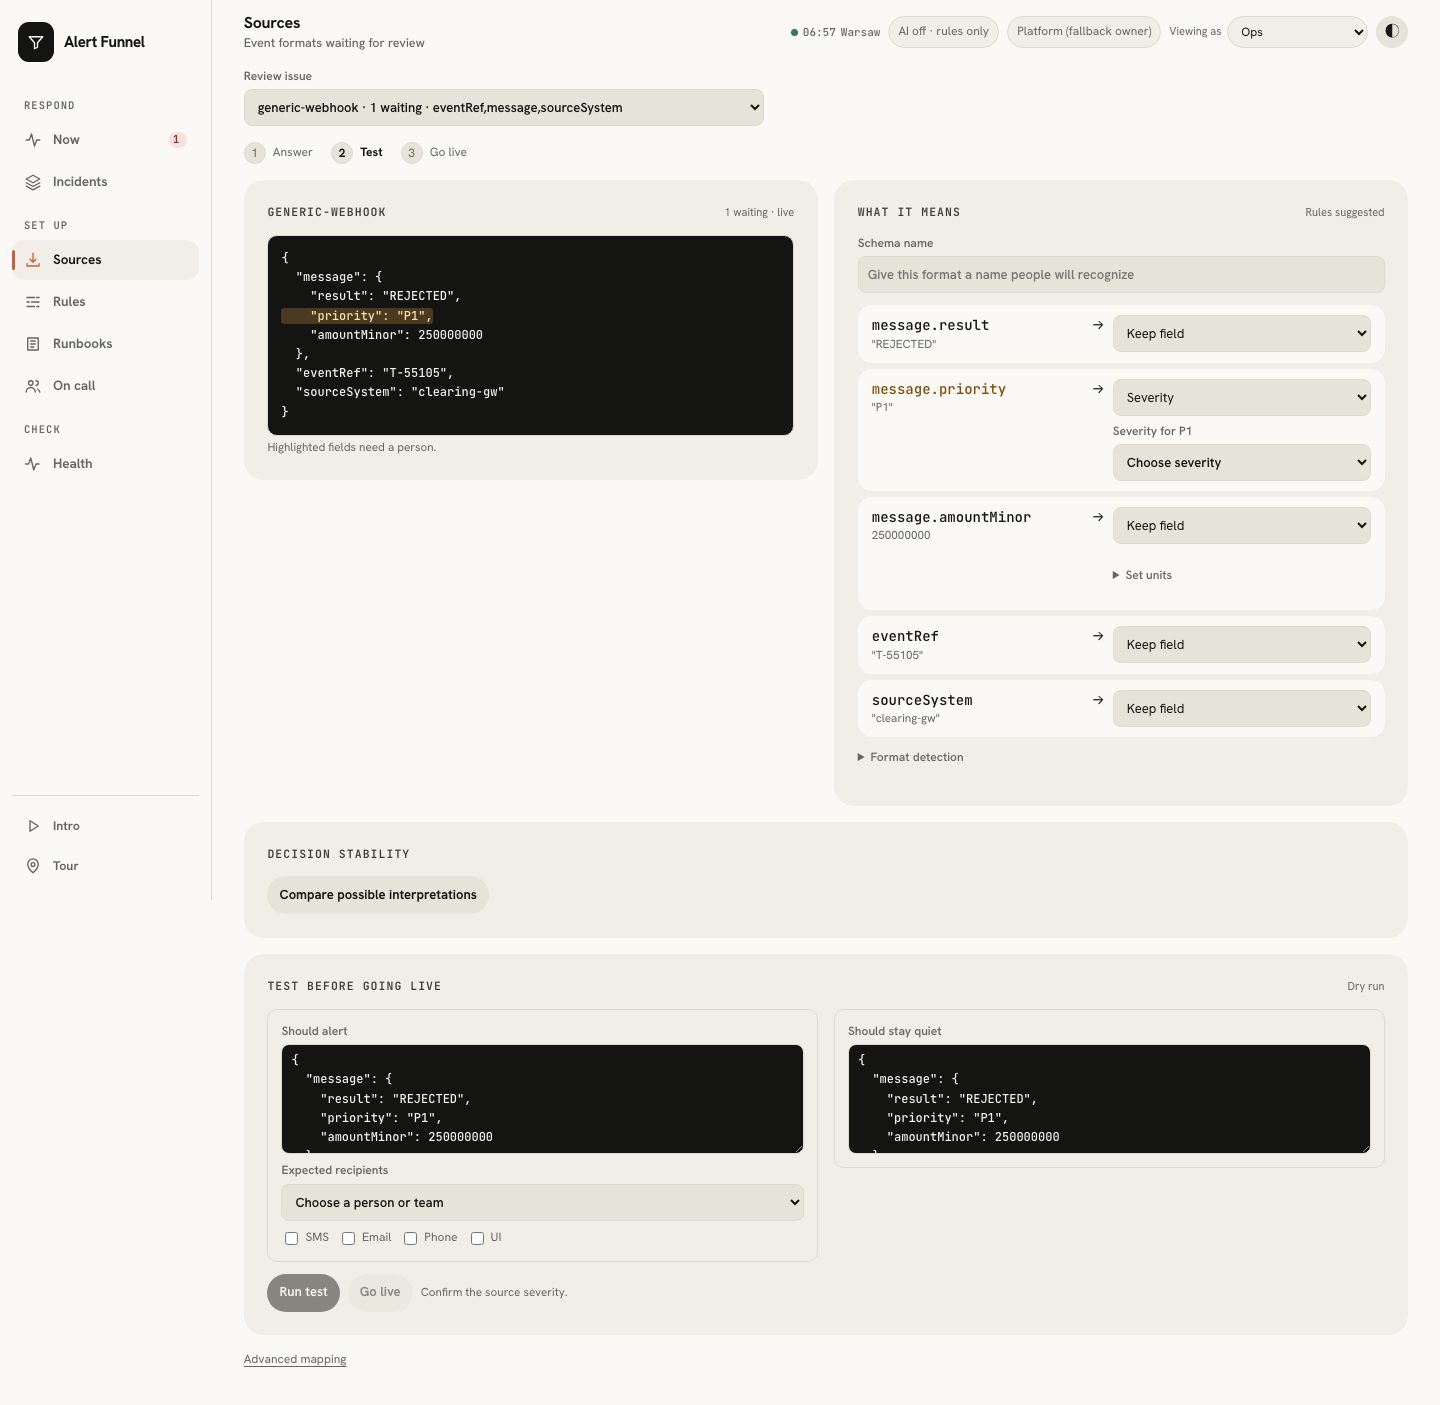 Alert Funnel
RESPOND
Now 1
Incidents
SET UP
Sources
Rules
Runbooks
On call
CHECK
Health
Intro
Tour
Sources
Event formats waiting for review
06:57 Warsaw
AI off · rules only
Platform (fallback owner)
Viewing as
Ops
Review issue
generic-webhook · 1 waiting · eventRef,message,sourceSystem
1 Answer
2 Test
3 Go live
GENERIC-WEBHOOK
1 waiting · live
{
  "message": {
    "result": "REJECTED",
    "priority": "P1",
    "amountMinor": 250000000
  },
  "eventRef": "T-55105",
  "sourceSystem": "clearing-gw"
}
Highlighted fields need a person.
WHAT IT MEANS
Rules suggested
Schema name
Give this format a name people will recognize
message.result → Keep field
"REJECTED"
message.priority → Severity
"P1"
Severity for P1
Choose severity
message.amountMinor → Keep field
250000000
Set units
eventRef → Keep field
"T-55105"
sourceSystem → Keep field
"clearing-gw"
Format detection
DECISION STABILITY
Compare possible interpretations
TEST BEFORE GOING LIVE
Dry run
Should alert
{
  "message": {
    "result": "REJECTED",
    "priority": "P1",
    "amountMinor": 250000000
Expected recipients
Choose a person or team
SMS Email Phone UI
Should stay quiet
{
  "message": {
    "result": "REJECTED",
    "priority": "P1",
    "amountMinor": 250000000
Run test
Go live
Confirm the source severity.
Advanced mapping